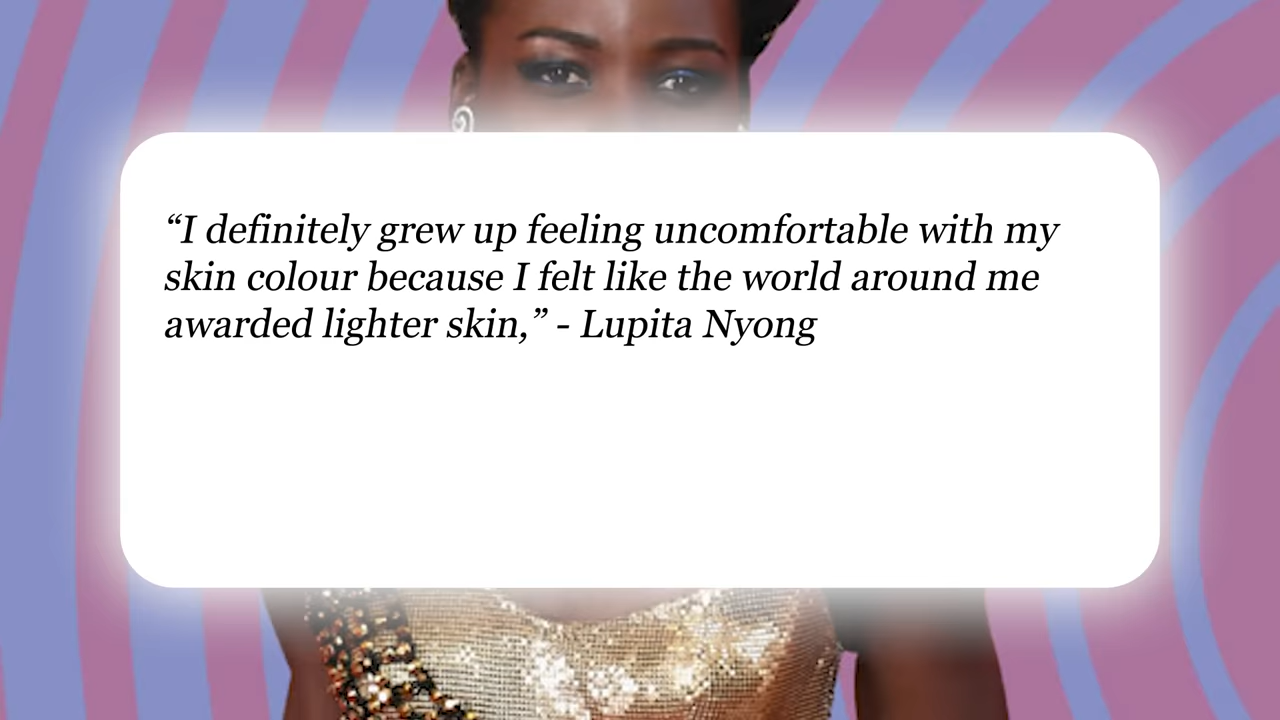 “I definitely grew up feeling uncomfortable with my
skin colour because I felt like the world around me
awarded lighter skin,” - Lupita Nyong